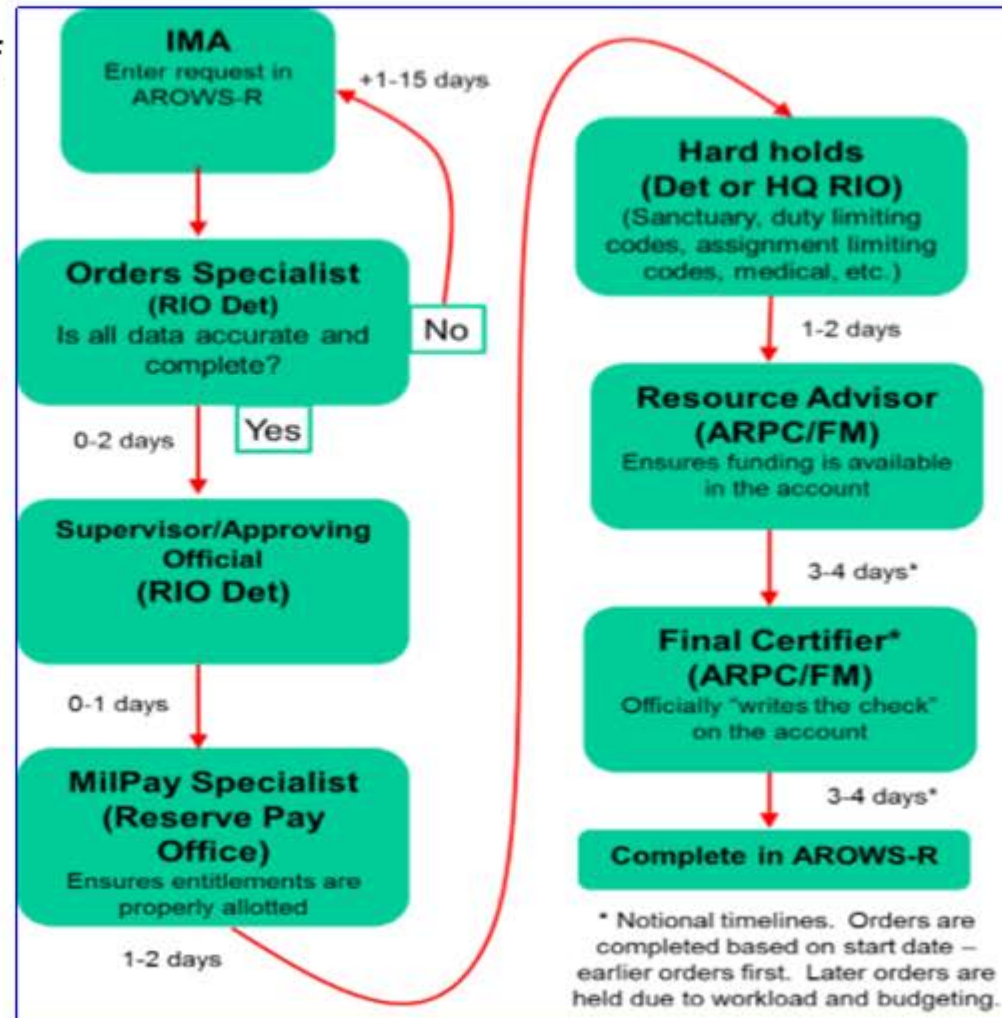 IMA
Enter request in
AROWS-R
+1-15 days
Orders Specialist
(RIO Det)
Is all data accurate and
complete?
No
Yes
0-2 days
Supervisor/Approving
Official
(RIO Det)
0-1 days
MilPay Specialist
(Reserve Pay
Office)
Ensures entitlements are
properly allotted
1-2 days
Hard holds
(Det or HQ RIO)
(Sanctuary, duty limiting
codes, assignment limiting
codes, medical, etc.)
1-2 days
Resource Advisor
(ARPC/FM)
Ensures funding is available
in the account
3-4 days*
Final Certifier*
(ARPC/FM)
Officially "writes the check"
on the account
3-4 days*
Complete in AROWS-R
* Notional timelines. Orders are
completed based on start date –
earlier orders first. Later orders are
held due to workload and budgeting.